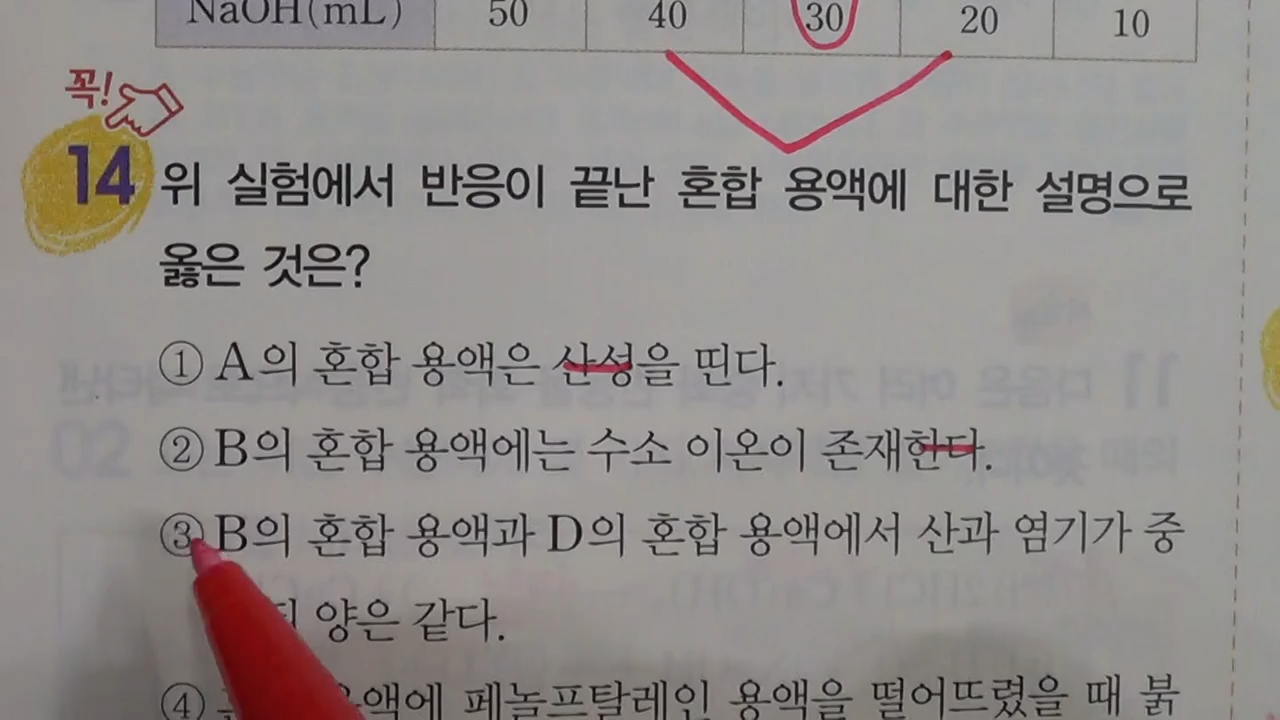 NaOH(mL) 50 40 30 20 10
꼭!
14 위 실험에서 반응이 끝난 혼합 용액에 대한 설명으로
옳은 것은?
① A의 혼합 용액은 산성을 띤다.
② B의 혼합 용액에는 수소 이온이 존재한다.
③ B의 혼합 용액과 D의 혼합 용액에서 산과 염기가 중
양은 같다.
④ 페놀프탈레인 용액을 떨어뜨렸을 때 붉